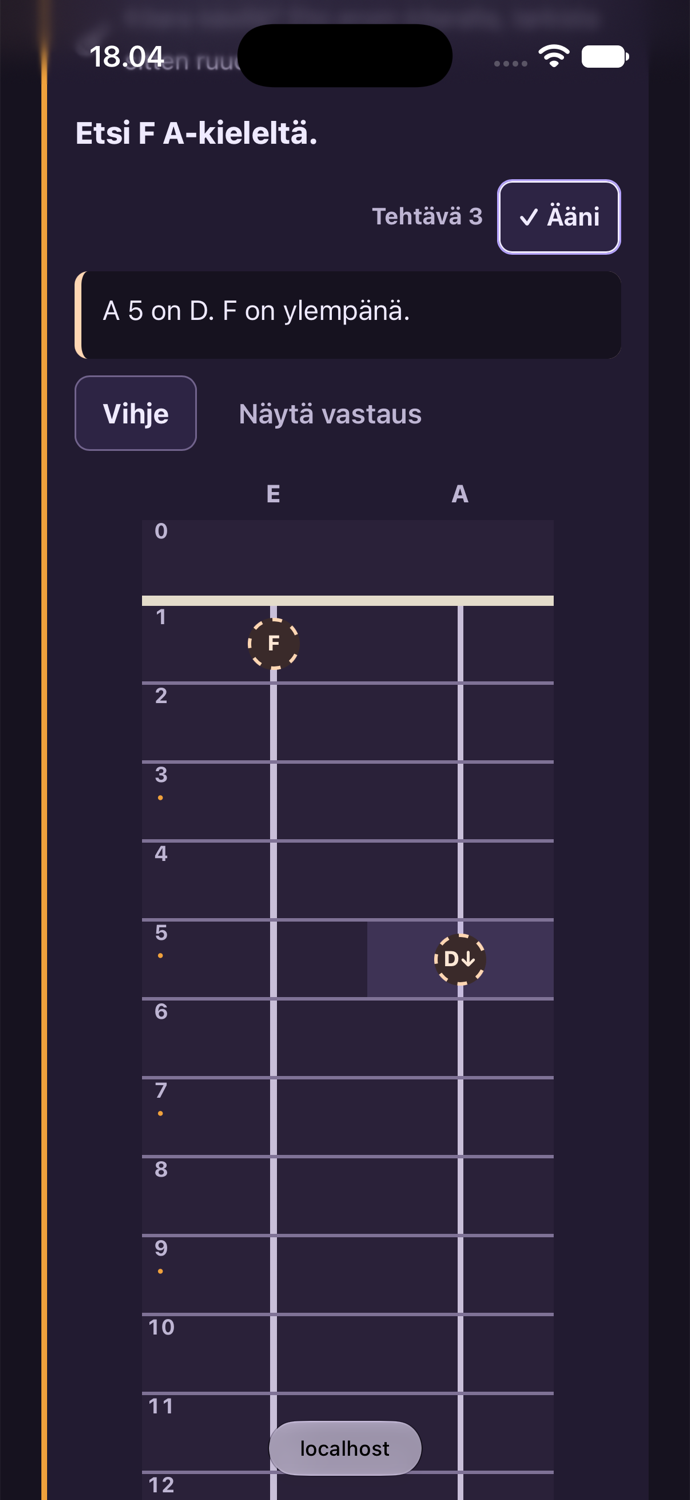 18.04
Etsi F A-kieleltä.
Tehtävä 3 ✓ Ääni
A 5 on D. F on ylempänä.
Vihje Näytä vastaus
E A
0
1
F
2
3
4
5
D↓
6
7
8
9
10
11
localhost
12